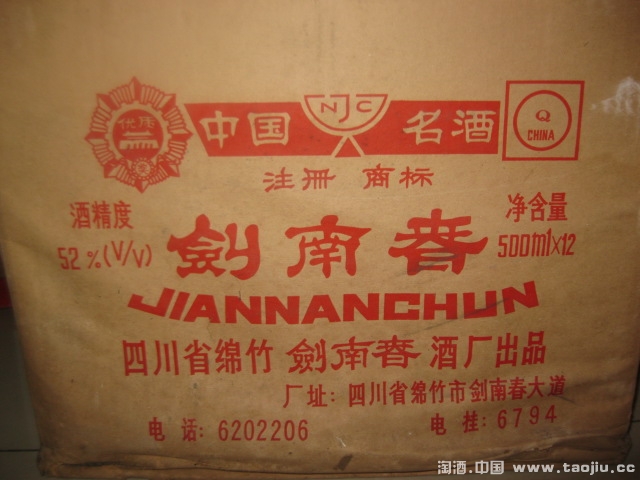 优质
中国 NJC 名酒
Q
CHINA
注册 商标
酒精度
52%(V/V)
劍南春
净含量
500ml×12
JIANNANCHUN
四川省绵竹劍南春酒厂出品
厂址: 四川省绵竹市剑南春大道
电 话: 6202206 电 挂: 6794
淘酒.中国 www.taojiu.cc